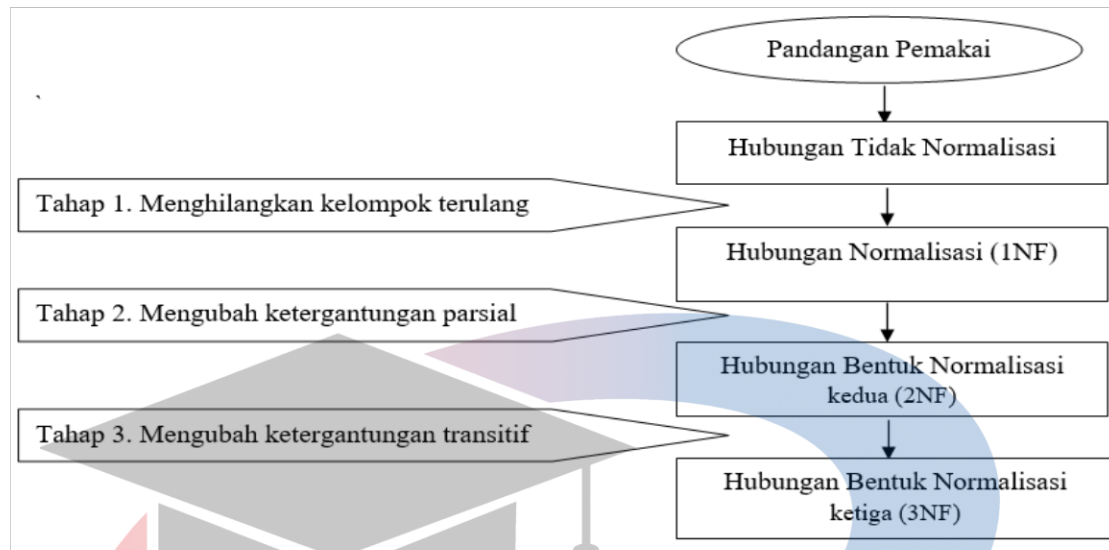 Pandangan Pemakai
Hubungan Tidak Normalisasi
Tahap 1. Menghilangkan kelompok terulang
Hubungan Normalisasi (1NF)
Tahap 2. Mengubah ketergantungan parsial
Hubungan Bentuk Normalisasi
kedua (2NF)
Tahap 3. Mengubah ketergantungan transitif
Hubungan Bentuk Normalisasi
ketiga (3NF)